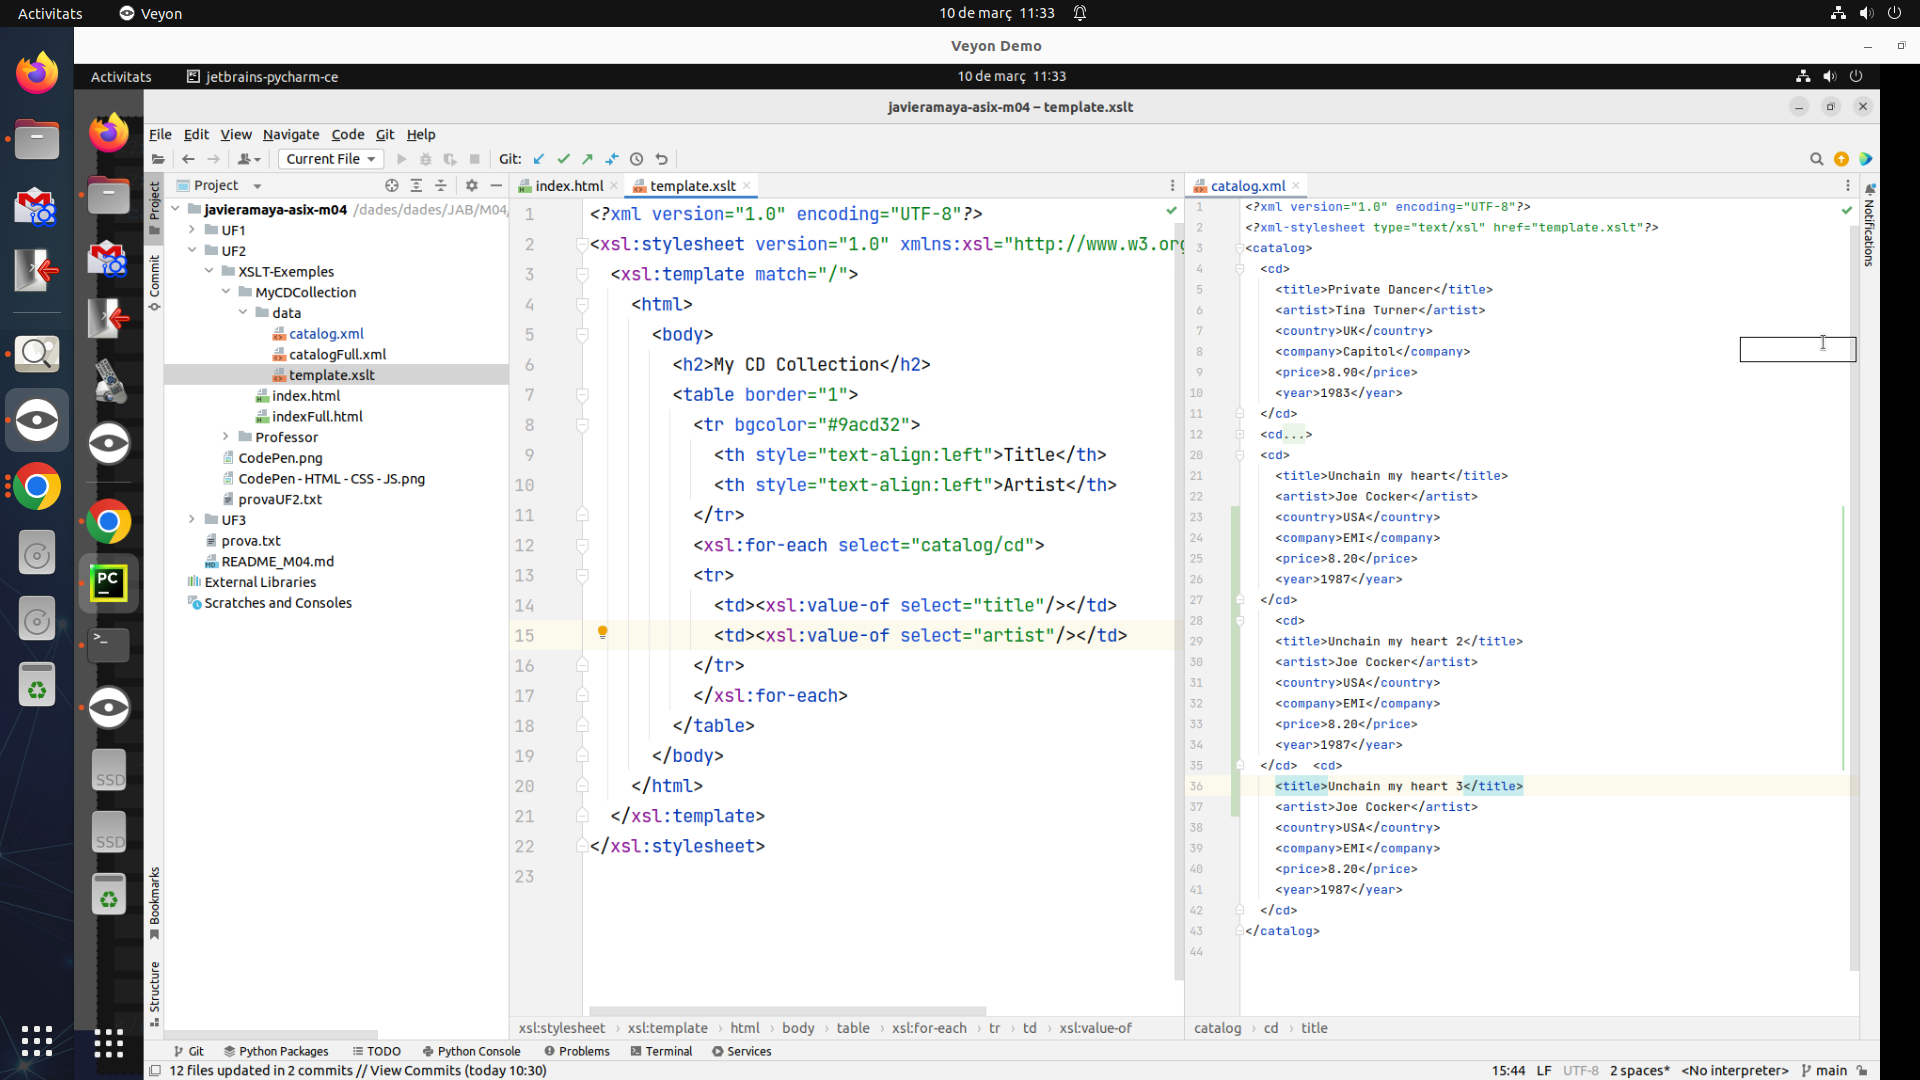 Activitats
Veyon
10 de març 11:33
Veyon Demo
Activitats
jetbrains-pycharm-ce
10 de març 11:33
javieramaya-asix-m04 – template.xslt
File Edit View Navigate Code Git Help
Current File
Git:
Project
index.html
template.xslt
catalog.xml
Project
Commit
Bookmarks
Structure
Notifications
javieramaya-asix-m04 /dades/dades/JAB/M04/
UF1
UF2
XSLT-Exemples
MyCDCollection
data
catalog.xml
catalogFull.xml
template.xslt
index.html
indexFull.html
Professor
CodePen.png
CodePen - HTML - CSS - JS.png
provaUF2.txt
UF3
prova.txt
README_M04.md
External Libraries
Scratches and Consoles
1 <?xml version="1.0" encoding="UTF-8"?>
2 <xsl:stylesheet version="1.0" xmlns:xsl="http://www.w3.org
3 <xsl:template match="/">
4 <html>
5 <body>
6 <h2>My CD Collection</h2>
7 <table border="1">
8 <tr bgcolor="#9acd32">
9 <th style="text-align:left">Title</th>
10 <th style="text-align:left">Artist</th>
11 </tr>
12 <xsl:for-each select="catalog/cd">
13 <tr>
14 <td><xsl:value-of select="title"/></td>
15 <td><xsl:value-of select="artist"/></td>
16 </tr>
17 </xsl:for-each>
18 </table>
19 </body>
20 </html>
21 </xsl:template>
22 </xsl:stylesheet>
23
1 <?xml version="1.0" encoding="UTF-8"?>
2 <?xml-stylesheet type="text/xsl" href="template.xslt"?>
3 <catalog>
4 <cd>
5 <title>Private Dancer</title>
6 <artist>Tina Turner</artist>
7 <country>UK</country>
8 <company>Capitol</company>
9 <price>8.90</price>
10 <year>1983</year>
11 </cd>
12 <cd...>
20 <cd>
21 <title>Unchain my heart</title>
22 <artist>Joe Cocker</artist>
23 <country>USA</country>
24 <company>EMI</company>
25 <price>8.20</price>
26 <year>1987</year>
27 </cd>
28 <cd>
29 <title>Unchain my heart 2</title>
30 <artist>Joe Cocker</artist>
31 <country>USA</country>
32 <company>EMI</company>
33 <price>8.20</price>
34 <year>1987</year>
35 </cd> <cd>
36 <title>Unchain my heart 3</title>
37 <artist>Joe Cocker</artist>
38 <country>USA</country>
39 <company>EMI</company>
40 <price>8.20</price>
41 <year>1987</year>
42 </cd>
43 </catalog>
44
PC
SSD
SSD
xsl:stylesheet › xsl:template › html › body › table › xsl:for-each › tr › td › xsl:value-of
catalog › cd › title
Git Python Packages TODO Python Console Problems Terminal Services
12 files updated in 2 commits // View Commits (today 10:30)
15:44 LF UTF-8 2 spaces* <No interpreter> main